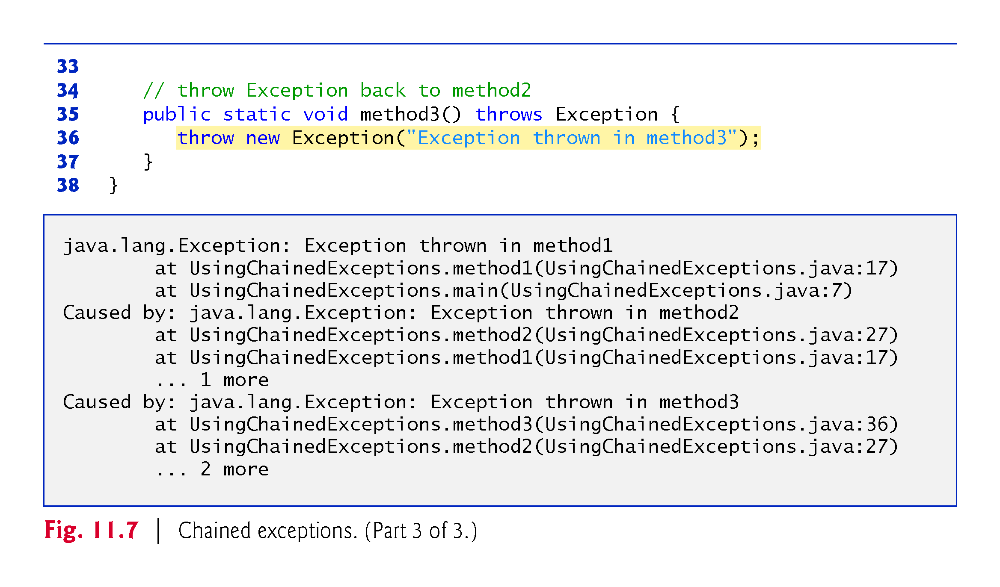 33
34 // throw Exception back to method2
35 public static void method3() throws Exception {
36 throw new Exception("Exception thrown in method3");
37 }
38 }
java.lang.Exception: Exception thrown in method1
at UsingChainedExceptions.method1(UsingChainedExceptions.java:17)
at UsingChainedExceptions.main(UsingChainedExceptions.java:7)
Caused by: java.lang.Exception: Exception thrown in method2
at UsingChainedExceptions.method2(UsingChainedExceptions.java:27)
at UsingChainedExceptions.method1(UsingChainedExceptions.java:17)
... 1 more
Caused by: java.lang.Exception: Exception thrown in method3
at UsingChainedExceptions.method3(UsingChainedExceptions.java:36)
at UsingChainedExceptions.method2(UsingChainedExceptions.java:27)
... 2 more
Fig. 11.7 | Chained exceptions. (Part 3 of 3.)